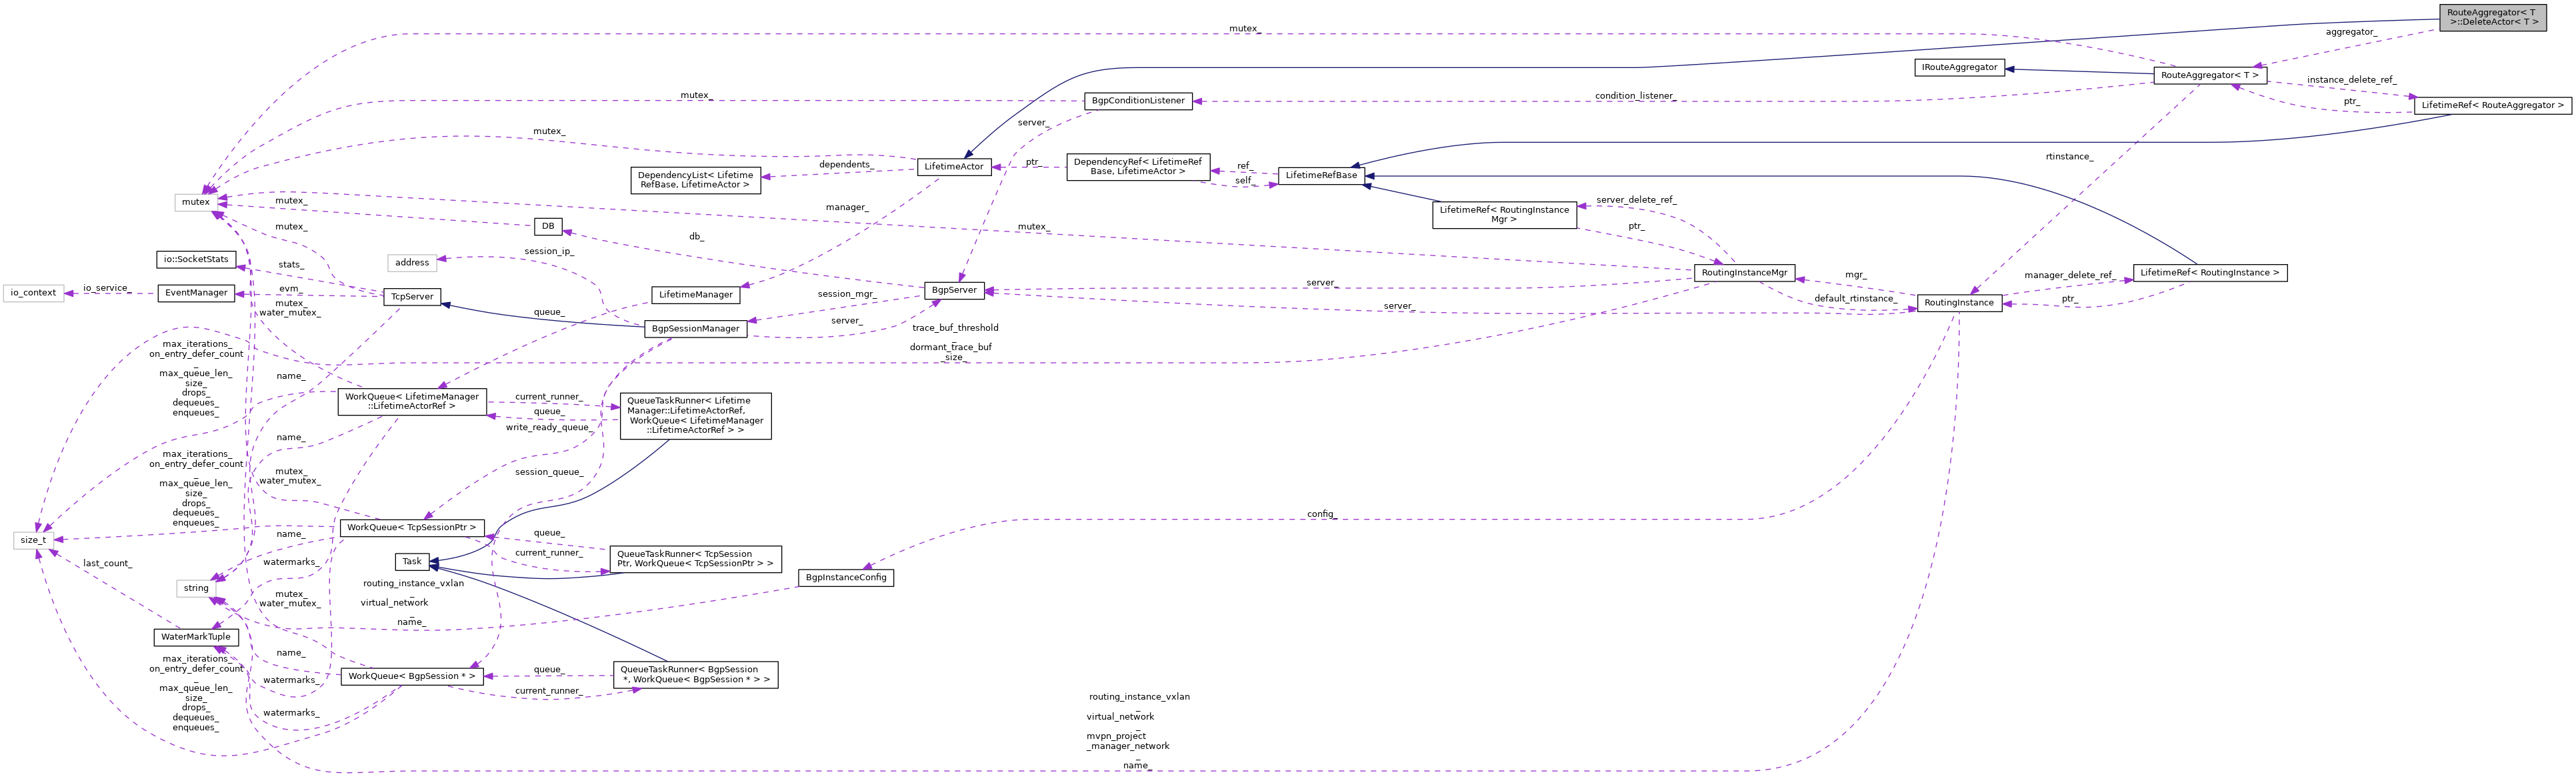 RouteAggregator< T
>::DeleteActor< T >
mutex_
aggregator_
IRouteAggregator
RouteAggregator< T >
instance_delete_ref_
mutex_
BgpConditionListener
condition_listener_
ptr_
LifetimeRef< RouteAggregator >
server_
mutex_
rtinstance_
dependents_
LifetimeActor
ptr_
DependencyRef< LifetimeRef
Base, LifetimeActor >
ref_
self_
LifetimeRefBase
DependencyList< Lifetime
RefBase, LifetimeActor >
mutex
mutex_
manager_
LifetimeRef< RoutingInstance
Mgr >
server_delete_ref_
DB
mutex_
mutex_
ptr_
db_
io::SocketStats
session_ip_
address
stats_
RoutingInstanceMgr
mgr_
manager_delete_ref_
LifetimeRef< RoutingInstance >
io_context
io_service_
EventManager
evm_
TcpServer
LifetimeManager
session_mgr_
BgpServer
server_
default_rtinstance_
RoutingInstance
ptr_
server_
mutex_
water_mutex_
queue_
BgpSessionManager
server_
trace_buf_threshold
_
dormant_trace_buf
_size_
max_iterations_
on_entry_defer_count
_
max_queue_len_
size_
drops_
dequeues_
enqueues_
name_
WorkQueue< LifetimeManager
::LifetimeActorRef >
current_runner_
queue_
write_ready_queue_
QueueTaskRunner< Lifetime
Manager::LifetimeActorRef,
WorkQueue< LifetimeManager
::LifetimeActorRef > >
name_
max_iterations_
on_entry_defer_count
_
max_queue_len_
size_
drops_
dequeues_
enqueues_
mutex_
water_mutex_
session_queue_
config_
size_t
name_
WorkQueue< TcpSessionPtr >
queue_
current_runner_
QueueTaskRunner< TcpSession
Ptr, WorkQueue< TcpSessionPtr > >
last_count_
watermarks_
Task
BgpInstanceConfig
string
mutex_
water_mutex_
routing_instance_vxlan
_
virtual_network
_
name_
WaterMarkTuple
name_
watermarks_
WorkQueue< BgpSession * >
queue_
current_runner_
QueueTaskRunner< BgpSession
*, WorkQueue< BgpSession * > >
max_iterations_
on_entry_defer_count
_
max_queue_len_
size_
drops_
dequeues_
enqueues_
watermarks_
routing_instance_vxlan
_
virtual_network
_
mvpn_project
_manager_network
_
name_